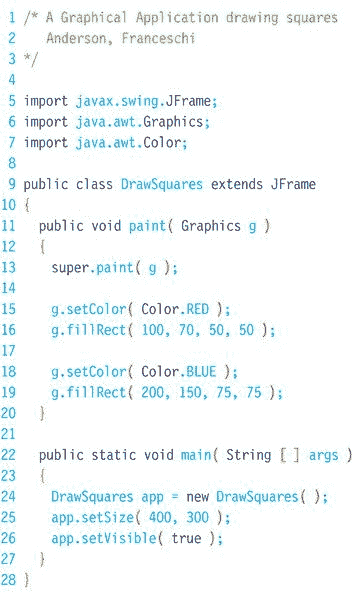 1 /* A Graphical Application drawing squares
2    Anderson, Franceschi
3 */
4
5 import javax.swing.JFrame;
6 import java.awt.Graphics;
7 import java.awt.Color;
8
9 public class DrawSquares extends JFrame
10 {
11   public void paint( Graphics g )
12   {
13     super.paint( g );
14
15     g.setColor( Color.RED );
16     g.fillRect( 100, 70, 50, 50 );
17
18     g.setColor( Color.BLUE );
19     g.fillRect( 200, 150, 75, 75 );
20   }
21
22   public static void main( String [ ] args )
23   {
24     DrawSquares app = new DrawSquares( );
25     app.setSize( 400, 300 );
26     app.setVisible( true );
27   }
28 }